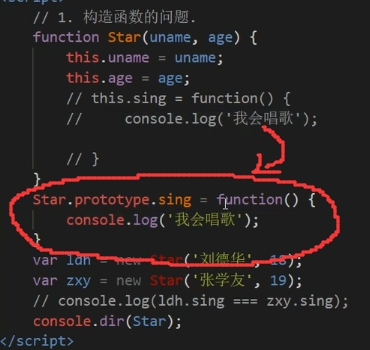 <script>
// 1. 构造函数的问题.
function Star(uname, age) {
this.uname = uname;
this.age = age;
// this.sing = function() {
//     console.log('我会唱歌');
// }
}
Star.prototype.sing = function() {
console.log('我会唱歌');
}
var ldh = new Star('刘德华', 18);
var zxy = new Star('张学友', 19);
// console.log(ldh.sing === zxy.sing);
console.dir(Star);
</script>